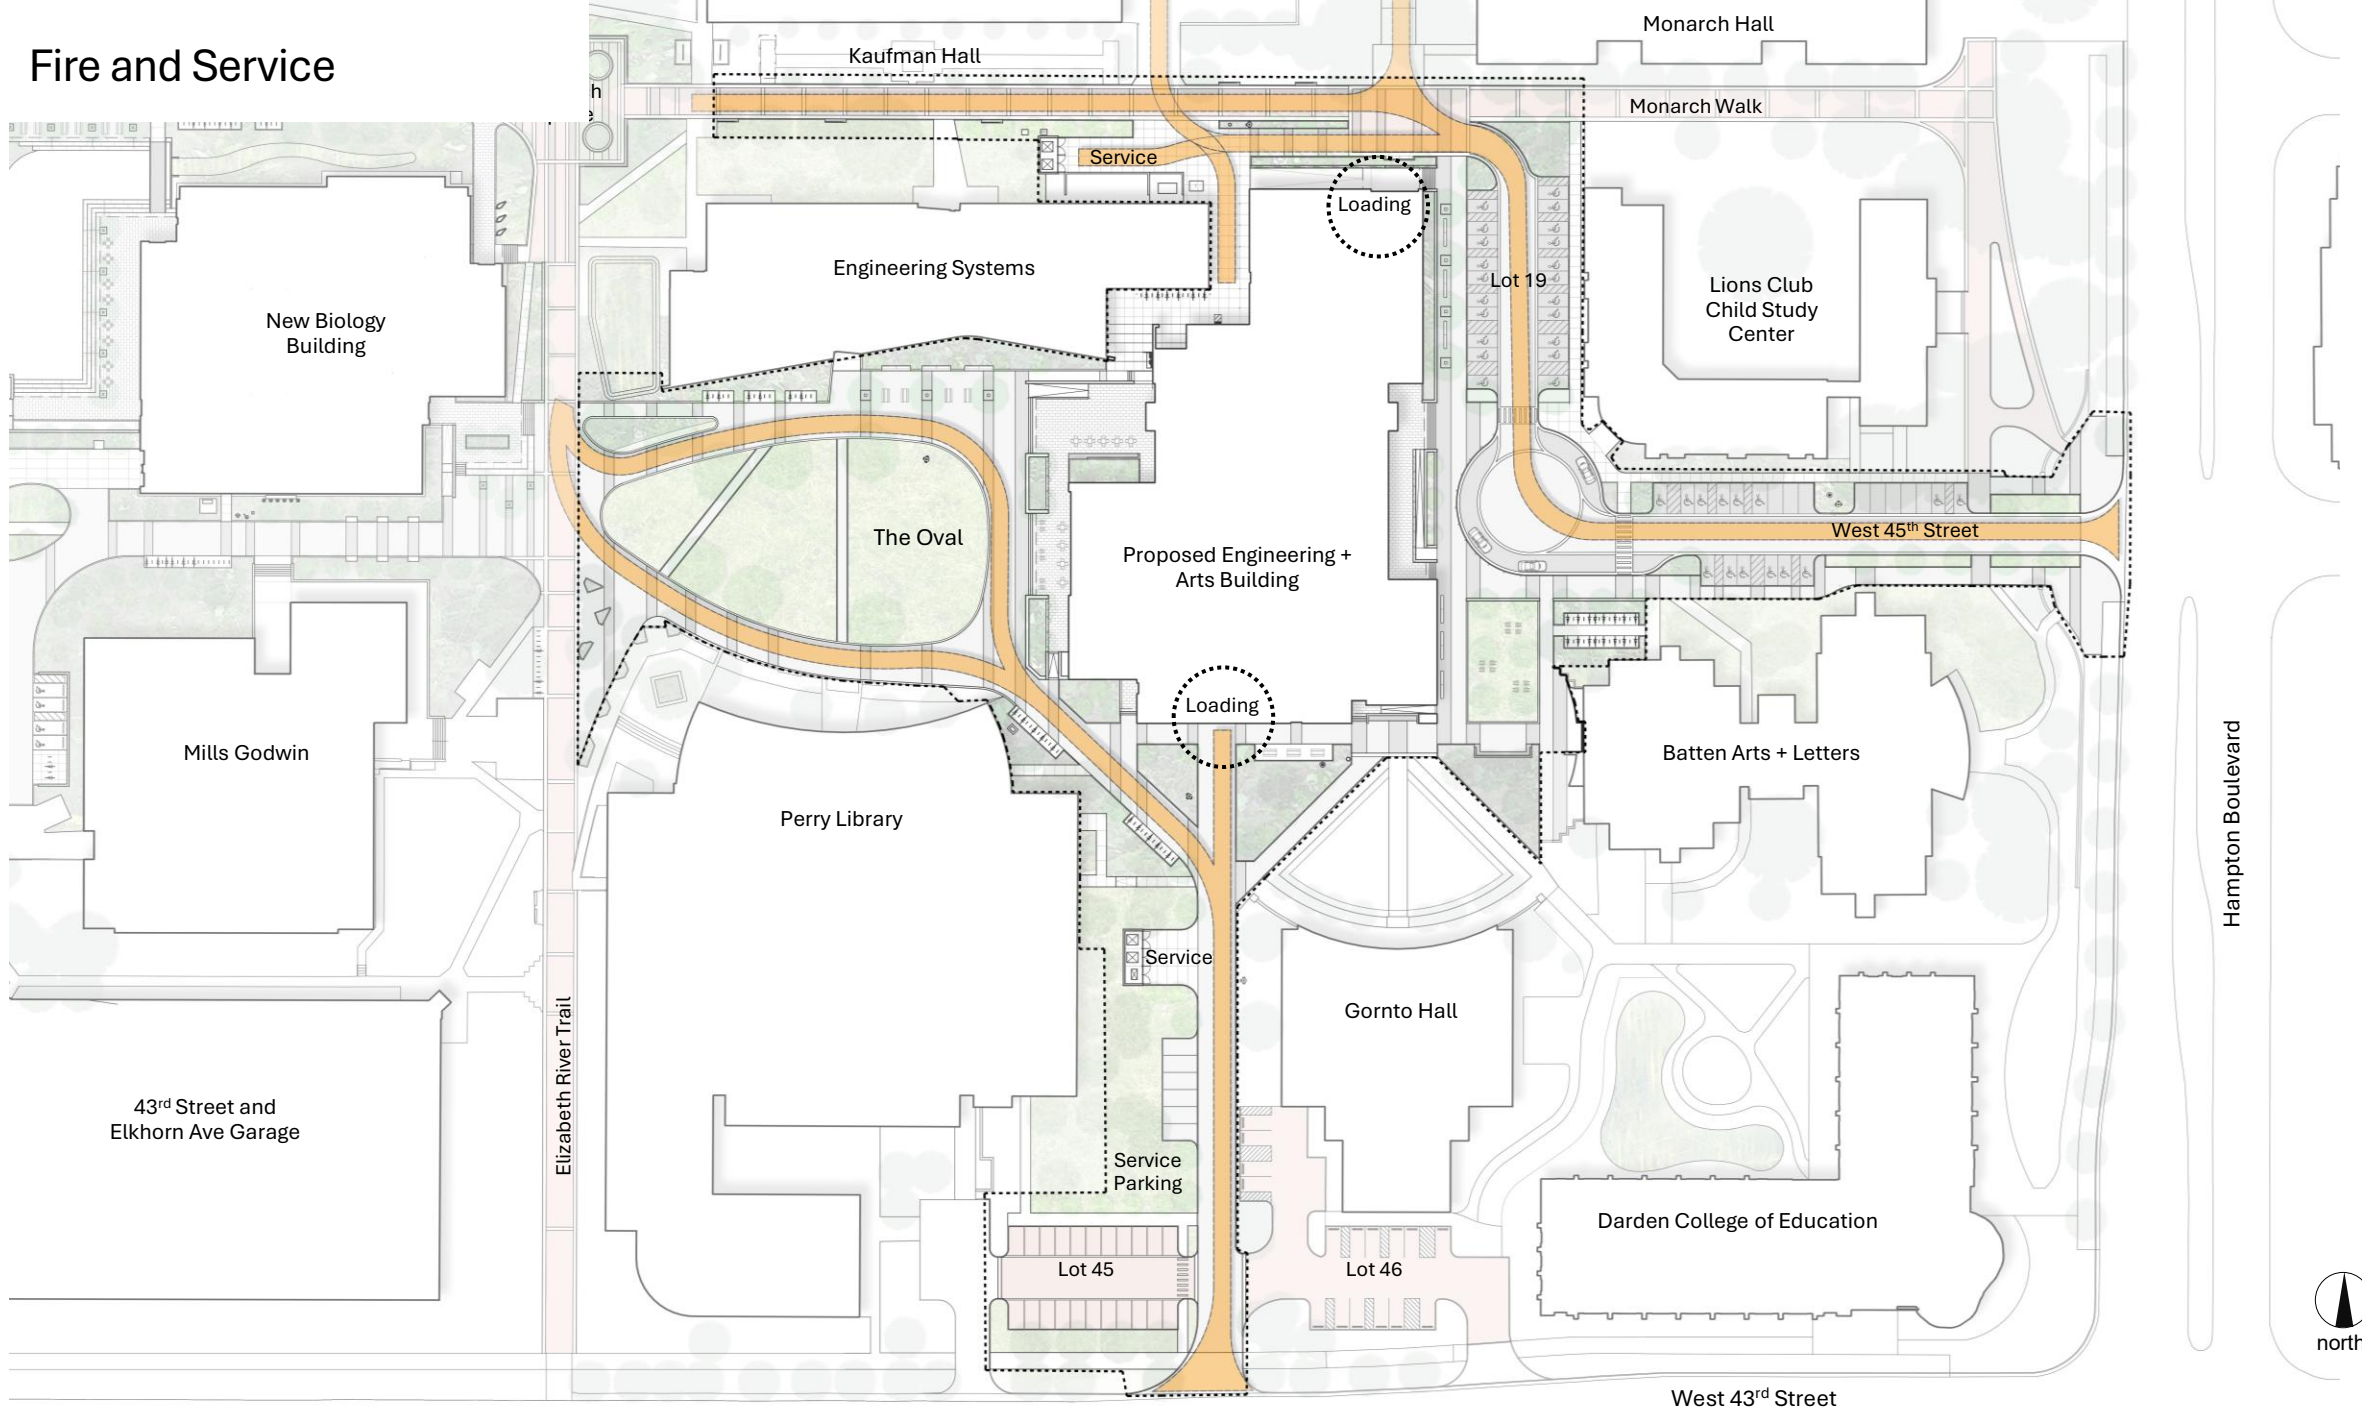 Fire and Service
Monarch Hall
Kaufman Hall
Monarch Walk
Service
Loading
Engineering Systems
Lot 19
Lions Club
Child Study
Center
New Biology
Building
The Oval
West 45th Street
Proposed Engineering +
Arts Building
Loading
Mills Godwin
Batten Arts + Letters
Perry Library
Hampton Boulevard
Service
Gornto Hall
Elizabeth River Trail
43rd Street and
Elkhorn Ave Garage
Service
Parking
Darden College of Education
Lot 45
Lot 46
north
West 43rd Street